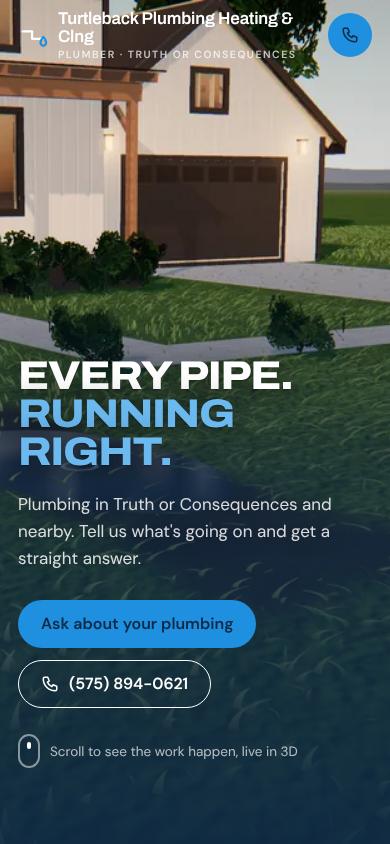 Turtleback Plumbing Heating &
Clng
PLUMBER · TRUTH OR CONSEQUENCES
EVERY PIPE.
RUNNING
RIGHT.
Plumbing in Truth or Consequences and
nearby. Tell us what's going on and get a
straight answer.
Ask about your plumbing
(575) 894-0621
Scroll to see the work happen, live in 3D